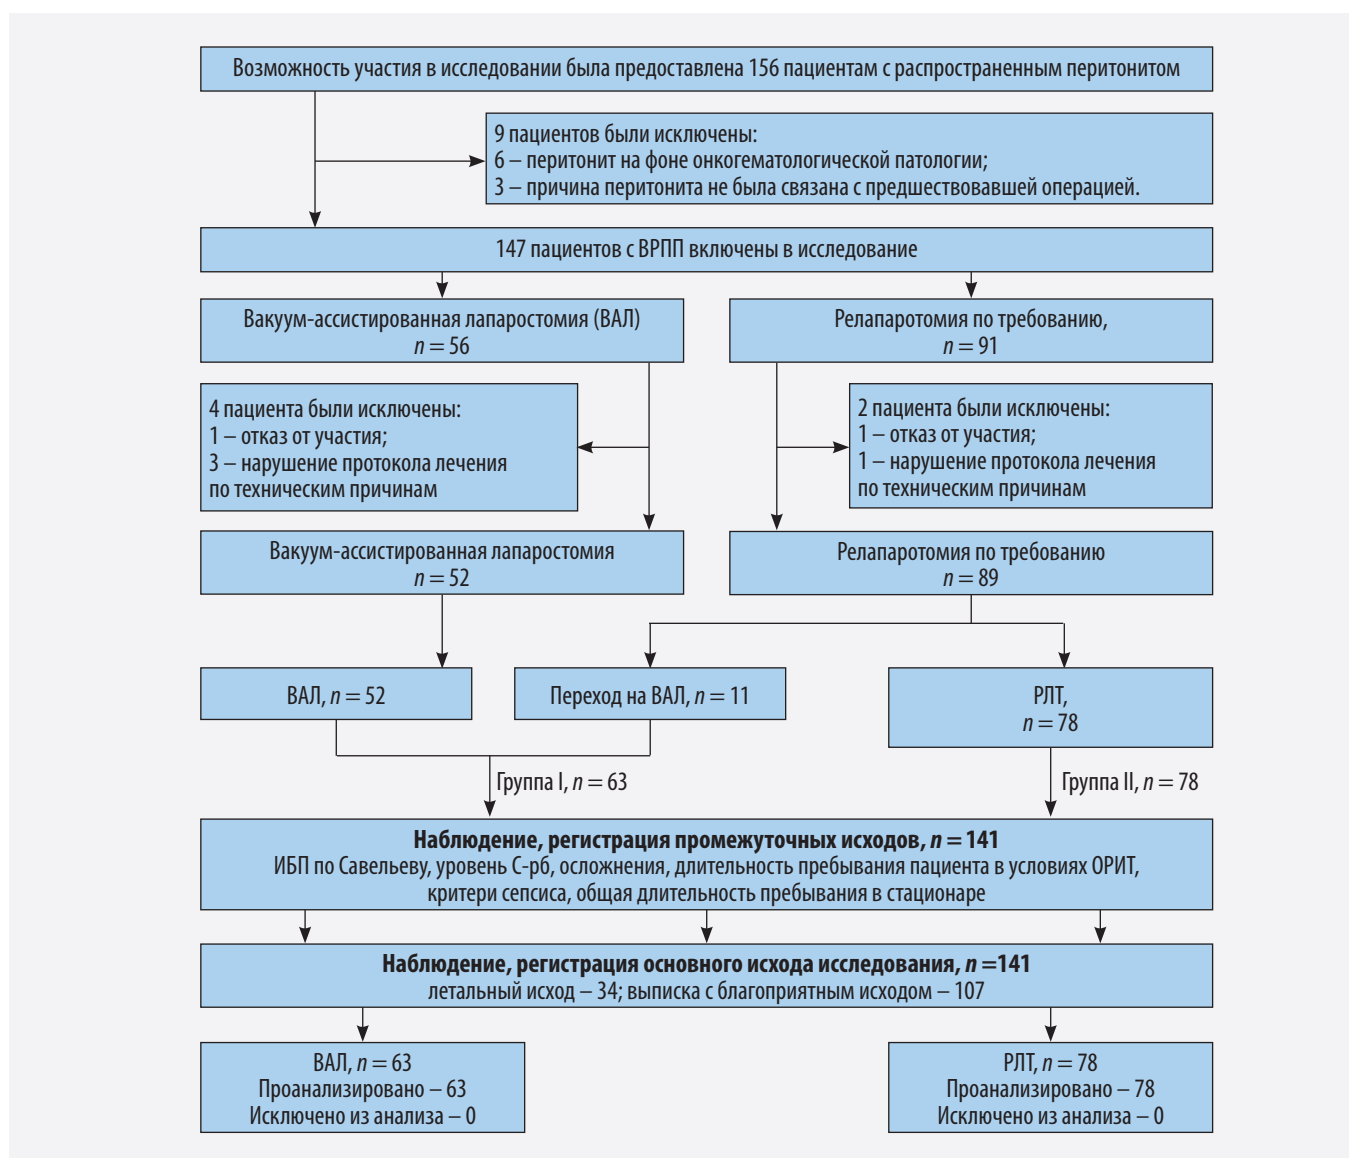 Возможность участия в исследовании была предоставлена 156 пациентам с распространенным перитонитом
9 пациентов были исключены:
6 – перитонит на фоне онкогематологической патологии;
3 – причина перитонита не была связана с предшествовавшей операцией.
147 пациентов с ВРПП включены в исследование
Вакуум-ассистированная лапаростомия (ВАЛ)
n = 56
Релапаротомия по требованию,
n = 91
4 пациента были исключены:
1 – отказ от участия;
3 – нарушение протокола лечения
по техническим причинам
2 пациента были исключены:
1 – отказ от участия;
1 – нарушение протокола лечения
по техническим причинам
Вакуум-ассистированная лапаростомия
n = 52
Релапаротомия по требованию
n = 89
ВАЛ, n = 52
Переход на ВАЛ, n = 11
РЛТ,
n = 78
Группа I, n = 63
Группа II, n = 78
Наблюдение, регистрация промежуточных исходов, n = 141
ИБП по Савельеву, уровень С-рб, осложнения, длительность пребывания пациента в условиях ОРИТ,
критери сепсиса, общая длительность пребывания в стационаре
Наблюдение, регистрация основного исхода исследования, n =141
летальный исход – 34; выписка с благоприятным исходом – 107
ВАЛ, n = 63
Проанализировано – 63
Исключено из анализа – 0
РЛТ, n = 78
Проанализировано – 78
Исключено из анализа – 0